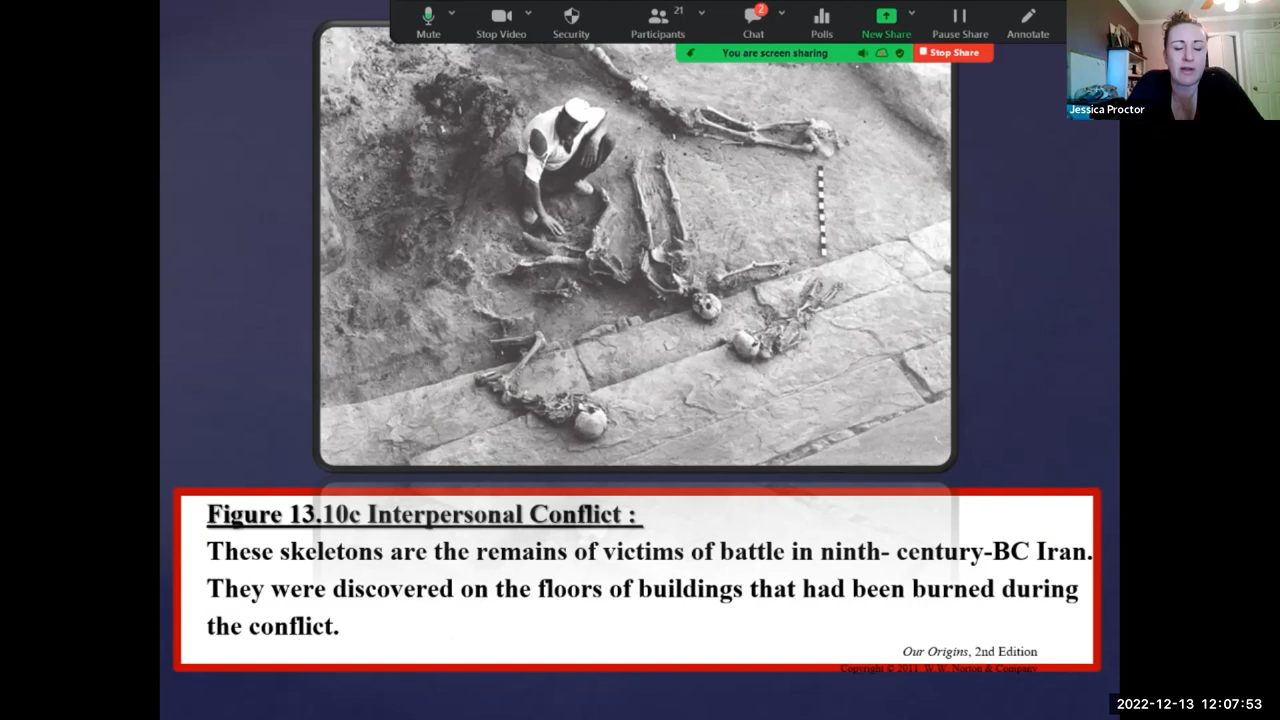 21
2
Mute
Stop Video
Security
Participants
Chat
Polls
New Share
Pause Share
Annotate
You are screen sharing
Stop Share
Jessica Proctor
Figure 13.10c Interpersonal Conflict :
These skeletons are the remains of victims of battle in ninth- century-BC Iran.
They were discovered on the floors of buildings that had been burned during
the conflict.
Our Origins, 2nd Edition
Copyright © 2011 W.W. Norton & Company
2022-12-13 12:07:53